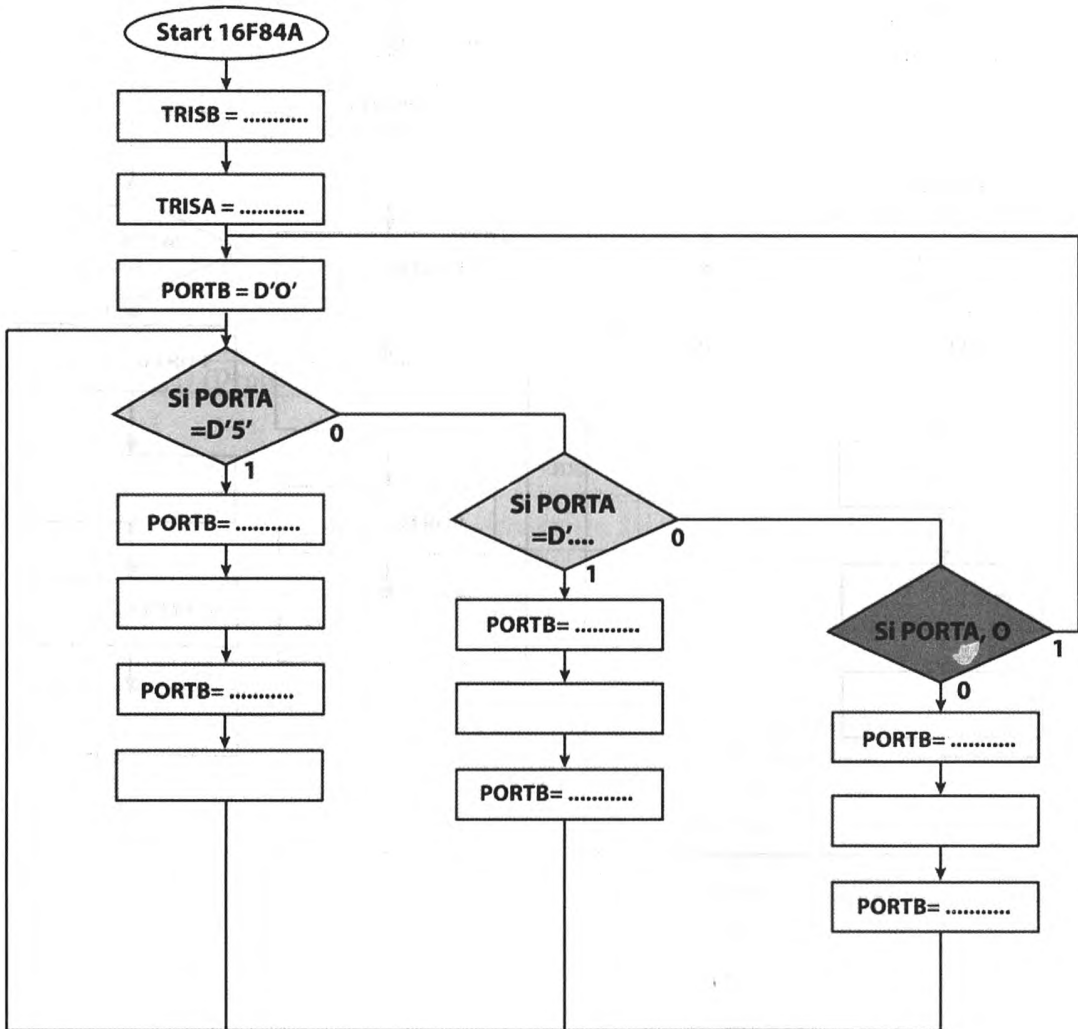 Start 16F84A
TRISB = ...........
TRISA = ...........
PORTB = D'O'
Si PORTA
=D'5'
0
1
PORTB= ...........
PORTB= ...........
Si PORTA
=D'....
0
1
PORTB= ...........
PORTB= ...........
Si PORTA, O
1
0
PORTB= ...........
PORTB= ...........